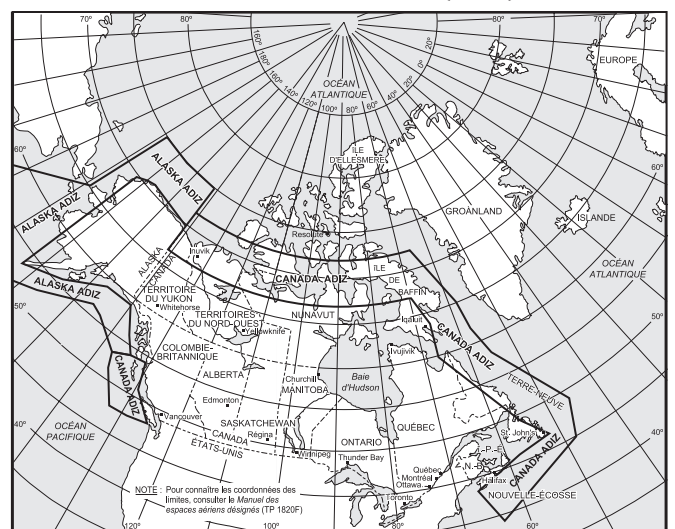 70°
80°
80°
70°
160°
160°
140°
120°
100°
80°
60°
40°
20°
0°
20°
EUROPE
OCÉAN
ATLANTIQUE
60°
60°
ÎLE
D'ELLESMERE
ALASKA ADIZ
ALASKA ADIZ
GROÀNLAND
ISLANDE
Resolute
OCÉAN
ATLANTIQUE
Inuvik
ALASKA
CANADA
CANADA ADIZ
ÎLE
DE
BAFFIN
ALASKA ADIZ
TERRITOIRE
DU YUKON
Whitehorse
50°
50°
TERRITOIRES
DU NORD-OUEST
Yellowknife
NUNAVUT
Iqaluit
CANADA ADIZ
COLOMBIE-
BRITANNIQUE
Ivujivik
CANADA ADIZ
ALBERTA
Churchill
MANITOBA
Baie
d'Hudson
TERRE-NEUVE
Edmonton
Vancouver
SASKATCHEWAN
Régina
QUÉBEC
St. John's
OCÉAN
PACIFIQUE
40°
40°
CANADA
ÉTATS-UNIS
Winnipeg
ONTARIO
Thunder Bay
Î.-P.-É.
N.-B.
CANADA ADIZ
Québec
Montréal
Ottawa
Halifax
Toronto
NOUVELLE-ÉCOSSE
NOTE : Pour connaître les coordonnées des
limites, consulter le Manuel des
espaces aériens désignés (TP 1820F)
120°
100°
80°
60°